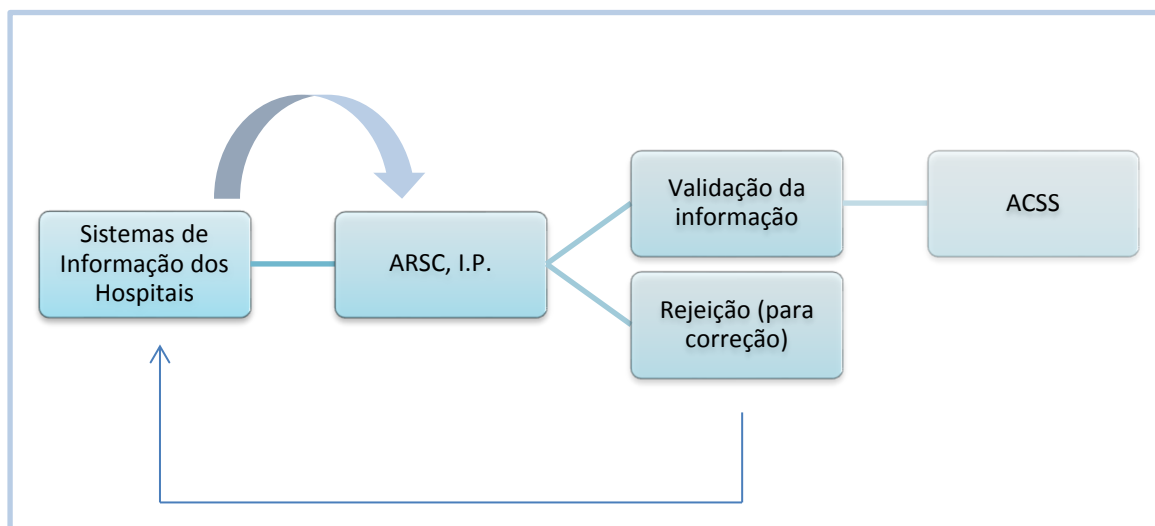 Sistemas de
Informação dos
Hospitais
ARSC, I.P.
Validação da
informação
Rejeição (para
correção)
ACSS